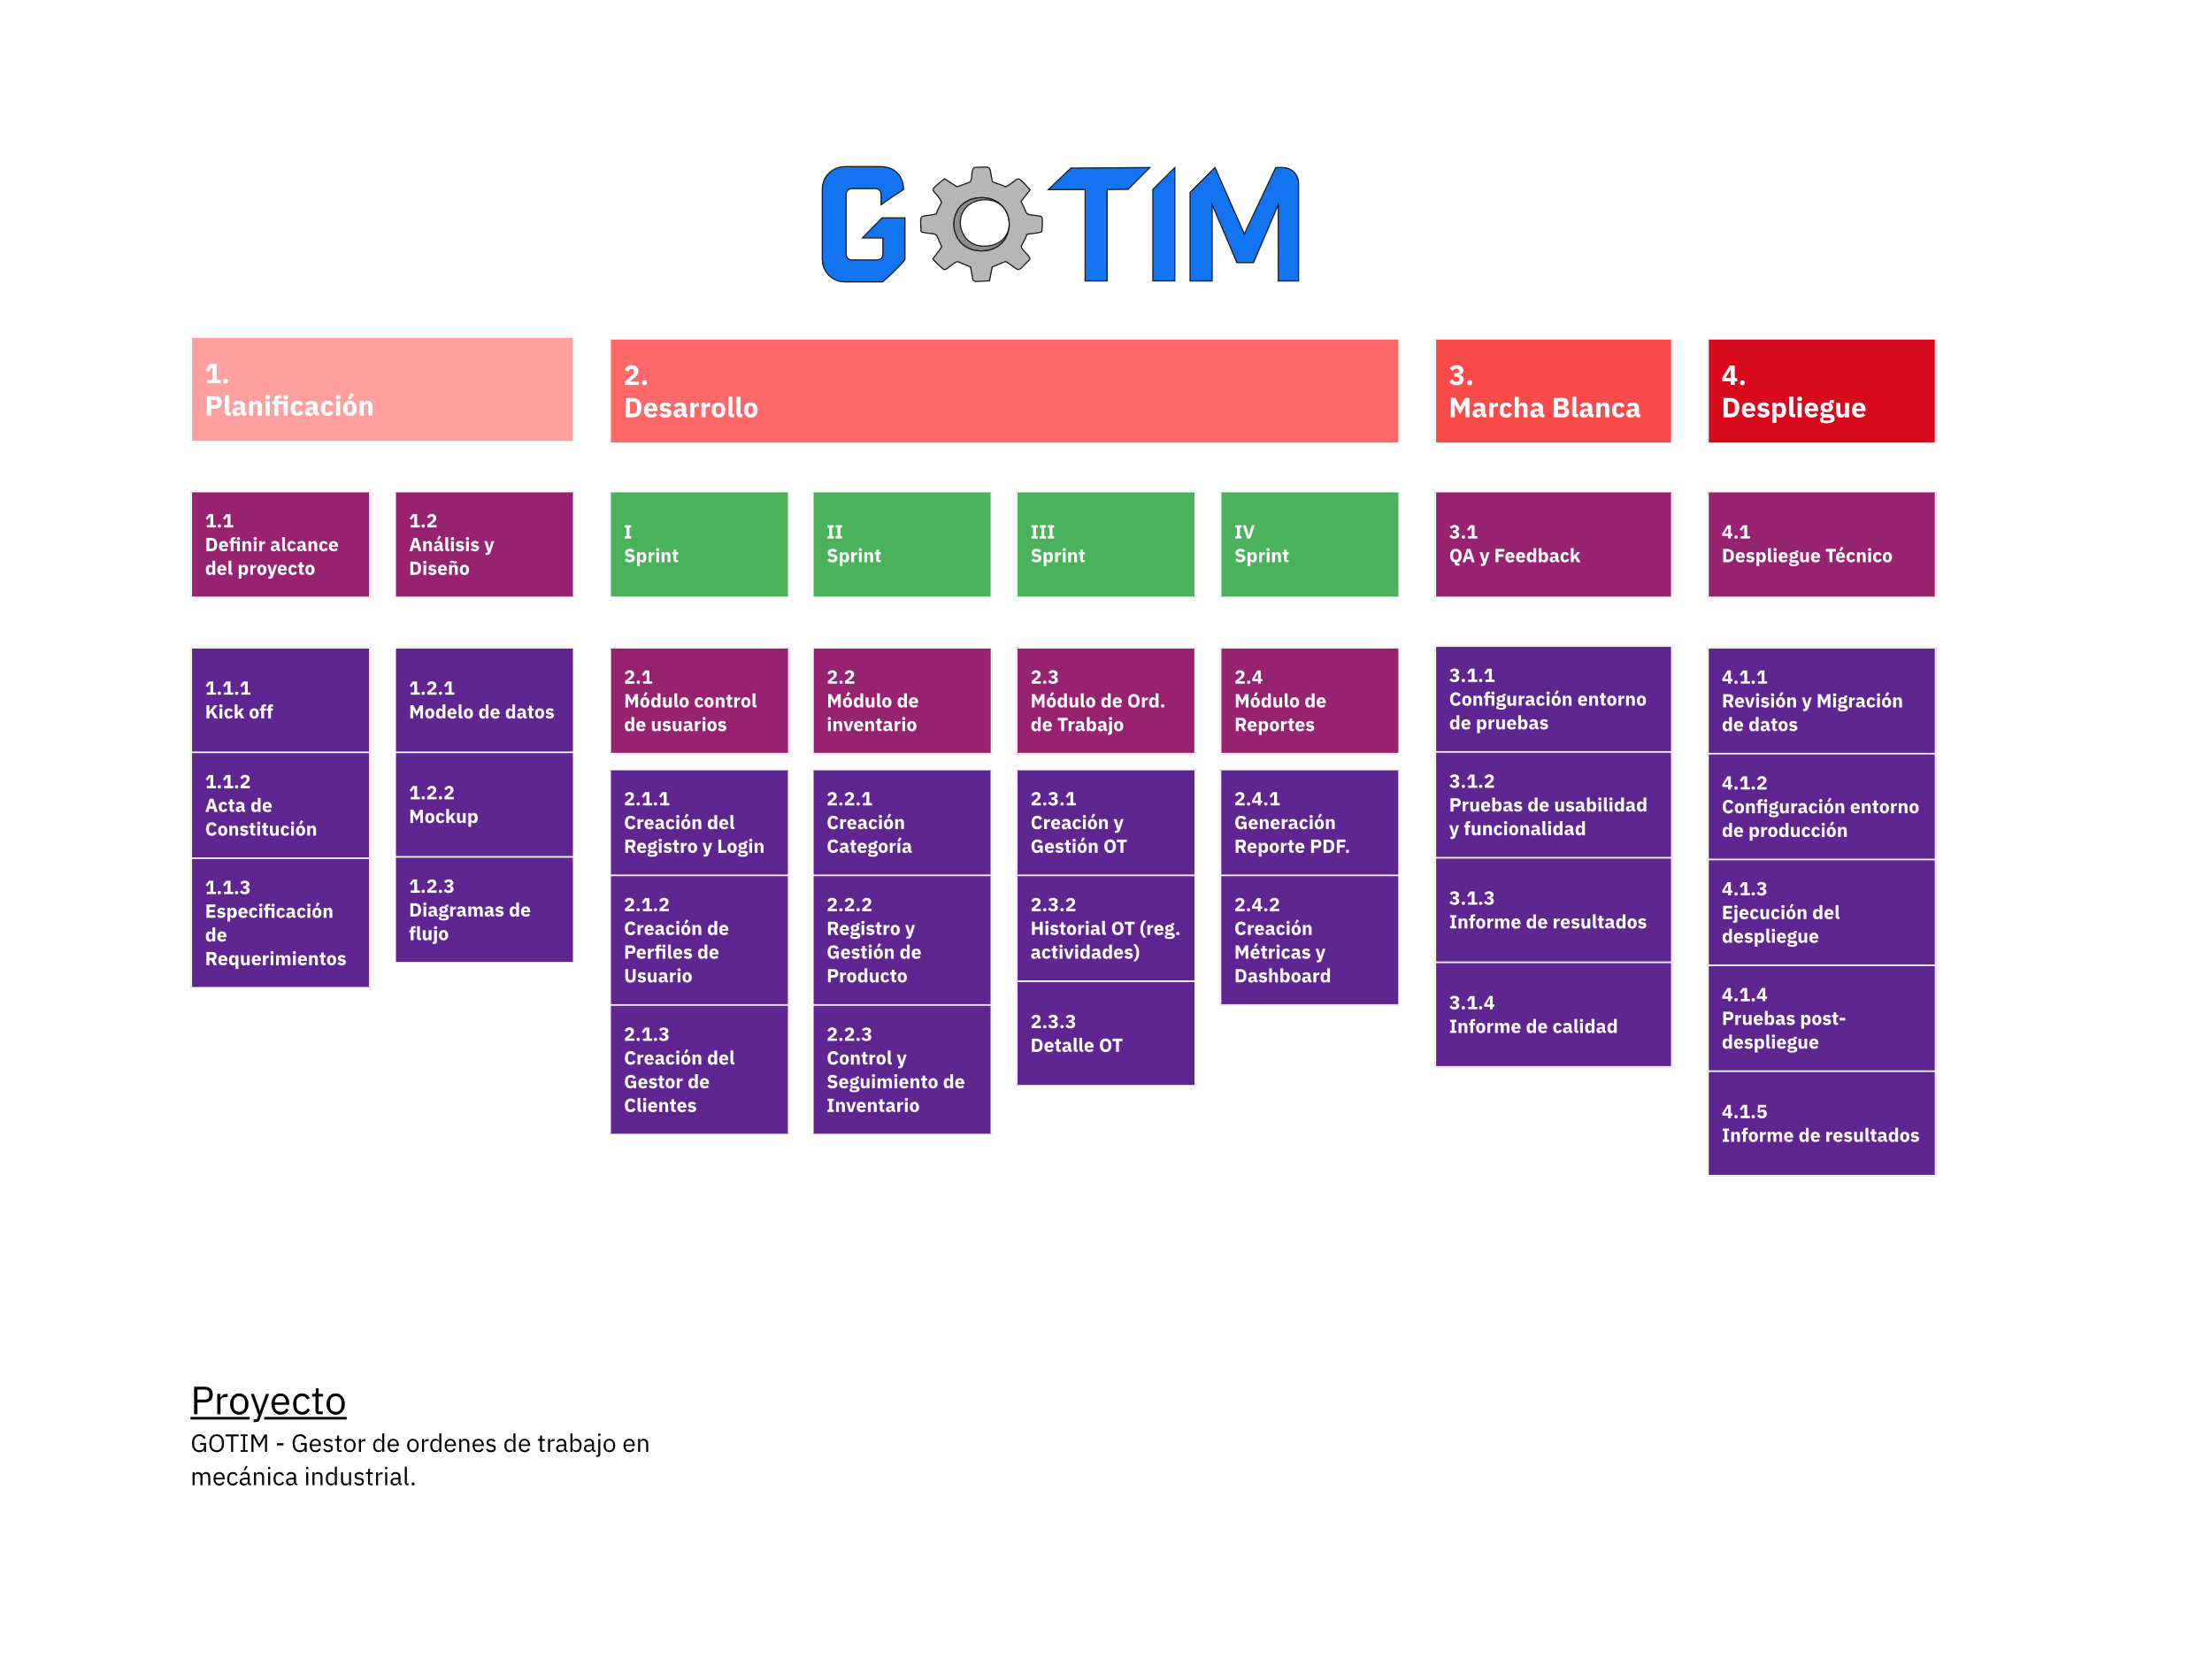 GOTIM
1.
Planificación
2.
Desarrollo
3.
Marcha Blanca
4.
Despliegue
1.1
Definir alcance
del proyecto
1.2
Análisis y
Diseño
I
Sprint
II
Sprint
III
Sprint
IV
Sprint
3.1
QA y Feedback
4.1
Despliegue Técnico
1.1.1
Kick off
1.1.2
Acta de
Constitución
1.1.3
Especificación
de
Requerimientos
1.2.1
Modelo de datos
1.2.2
Mockup
1.2.3
Diagramas de
flujo
2.1
Módulo control
de usuarios
2.1.1
Creación del
Registro y Login
2.1.2
Creación de
Perfiles de
Usuario
2.1.3
Creación del
Gestor de
Clientes
2.2
Módulo de
inventario
2.2.1
Creación
Categoría
2.2.2
Registro y
Gestión de
Producto
2.2.3
Control y
Seguimiento de
Inventario
2.3
Módulo de Ord.
de Trabajo
2.3.1
Creación y
Gestión OT
2.3.2
Historial OT (reg.
actividades)
2.3.3
Detalle OT
2.4
Módulo de
Reportes
2.4.1
Generación
Reporte PDF.
2.4.2
Creación
Métricas y
Dashboard
3.1.1
Configuración entorno
de pruebas
3.1.2
Pruebas de usabilidad
y funcionalidad
3.1.3
Informe de resultados
3.1.4
Informe de calidad
4.1.1
Revisión y Migración
de datos
4.1.2
Configuración entorno
de producción
4.1.3
Ejecución del
despliegue
4.1.4
Pruebas post-
despliegue
4.1.5
Informe de resultados
Proyecto
GOTIM - Gestor de ordenes de trabajo en
mecánica industrial.